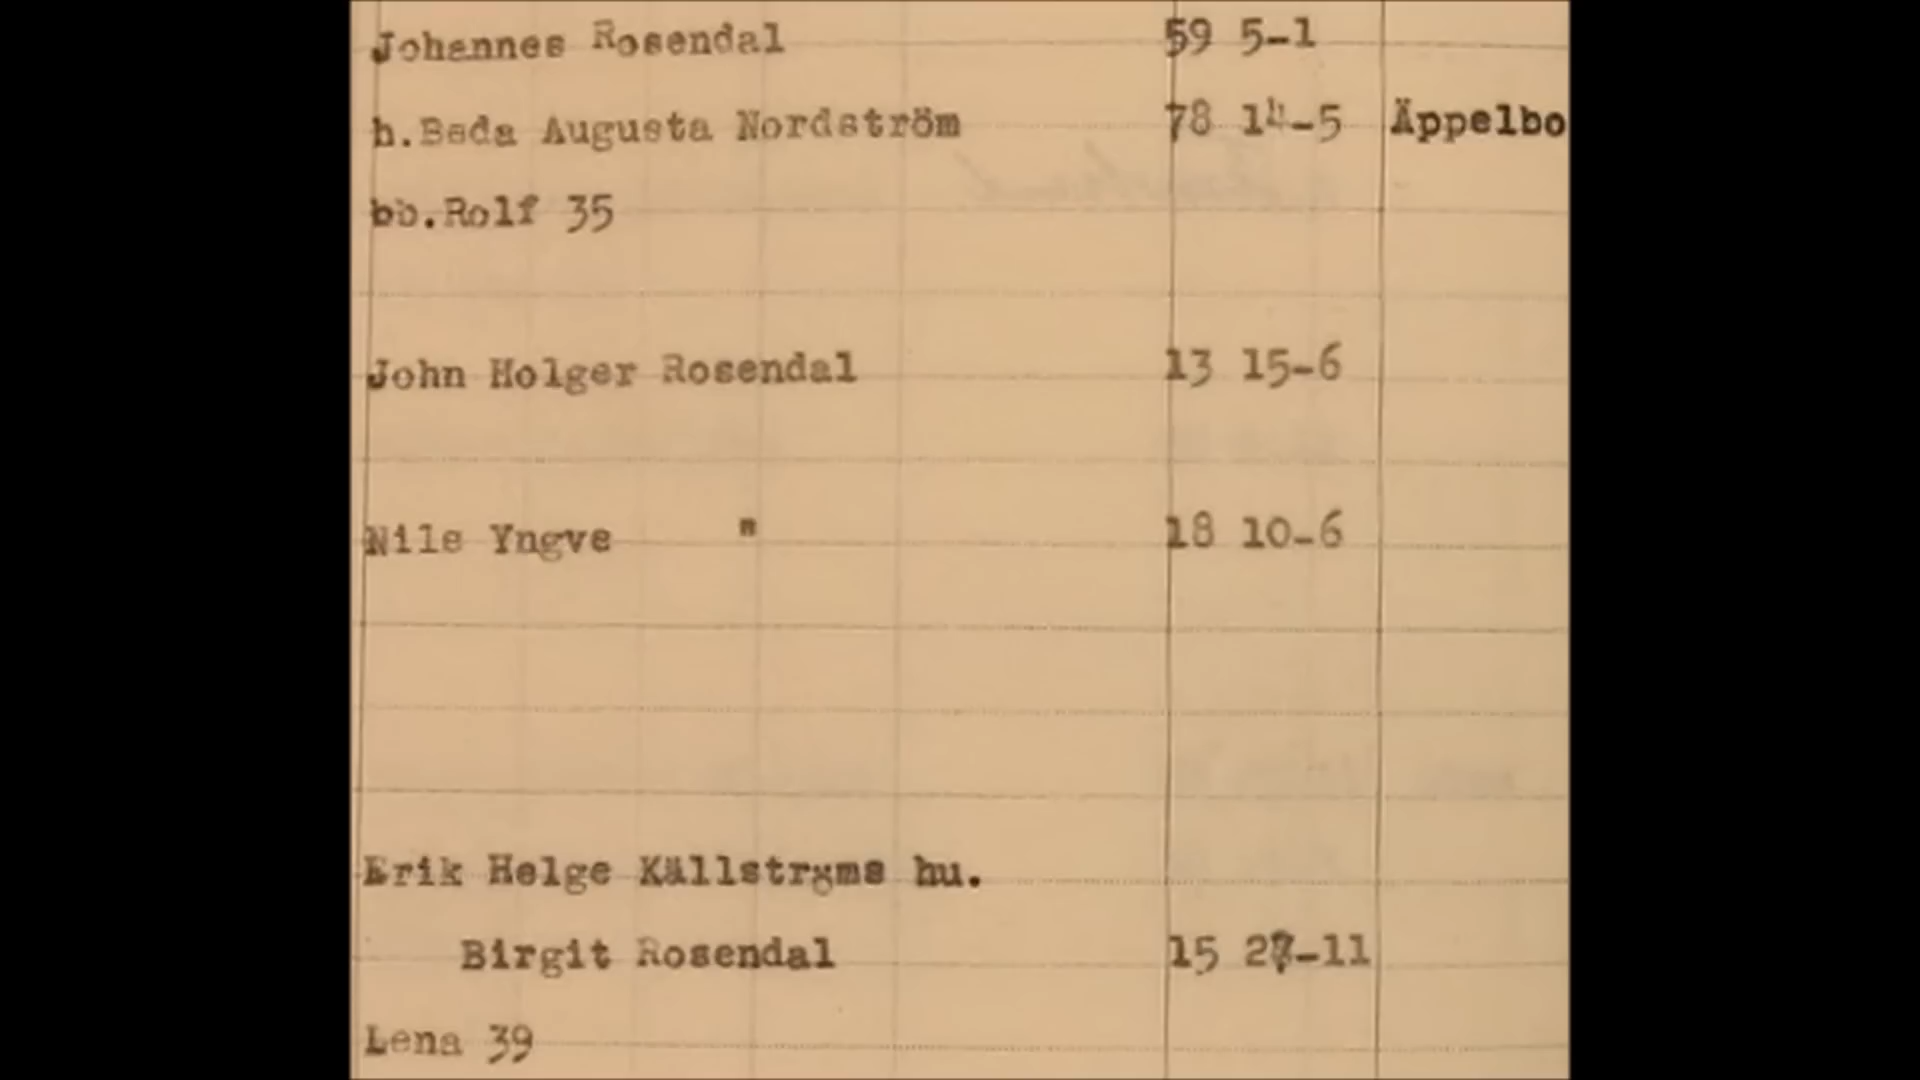 Johannes Rosendal 59 5-1
h.Beda Augusta Nordström 78 14-5 Äppelbo
bb.Rolf 35
John Holger Rosendal 13 15-6
Nils Yngve " 18 10-6
Erik Helge Källströms hu.
Birgit Rosendal 15 -11
Lena 39